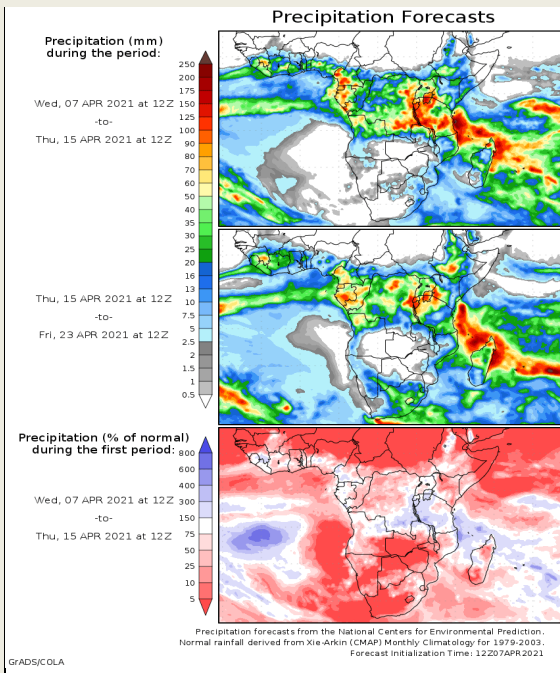 Precipitation Forecasts
Precipitation (mm)
during the period:
Wed, 07 APR 2021 at 12Z
-to-
Thu, 15 APR 2021 at 12Z
250
200
175
150
125
100
90
80
70
60
50
40
35
30
25
20
16
13
10
7.5
5
2.5
2
1.5
1
0.5
Thu, 15 APR 2021 at 12Z
-to-
Fri, 23 APR 2021 at 12Z
Precipitation (% of normal)
during the first period:
Wed, 07 APR 2021 at 12Z
-to-
Thu, 15 APR 2021 at 12Z
800
600
400
300
150
75
50
25
10
5
Precipitation forecasts from the National Centers for Environmental Prediction.
Normal rainfall derived from Xie-Arkin (CMAP) Monthly Climatology for 1979-2003.
Forecast Initialization Time: 12Z07APR2021
GrADS/COLA